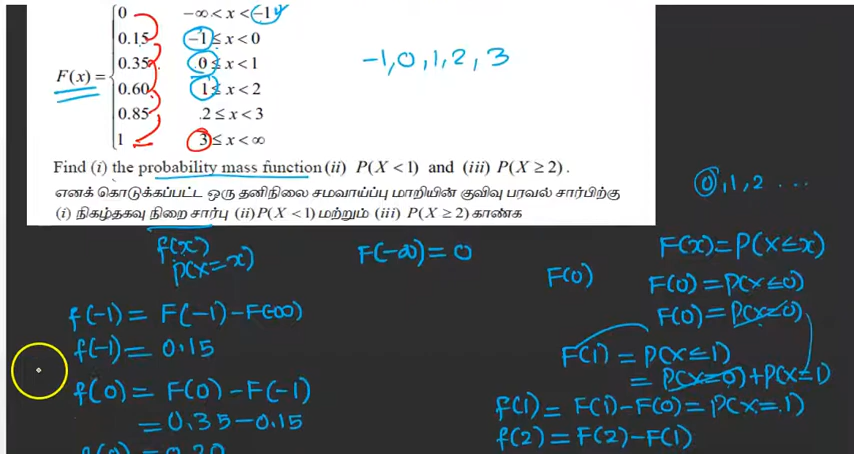 0 -∞ < x < -1
0.15 -1 ≤ x < 0
0.35 0 ≤ x < 1
F(x) =
0.60 1 ≤ x < 2
0.85 2 ≤ x < 3
1 3 ≤ x < ∞
-1, 0, 1, 2, 3
Find (i) the probability mass function (ii) P(X < 1) and (iii) P(X ≥ 2).
எனக் கொடுக்கப்பட்ட ஒரு தனிநிலை சமவாய்ப்பு மாறியின் குவிவு பரவல் சார்பிற்கு
(i) நிகழ்தகவு நிறை சார்பு (ii) P(X < 1) மற்றும் (iii) P(X ≥ 2) காண்க
0, 1, 2 ...
f(x)
P(X=x)
F(-∞) = 0
F(0)
F(x) = P(X≤x)
F(0) = P(X≤0)
F(0) = P(X=0)
F(1) = P(X≤1)
= P(X=0) + P(X=1)
f(1) = F(1) - F(0) = P(X=1)
f(2) = F(2) - F(1)
f(-1) = F(-1) - F(-∞)
f(-1) = 0.15
f(0) = F(0) - F(-1)
= 0.35 - 0.15
f(0) = 0.20